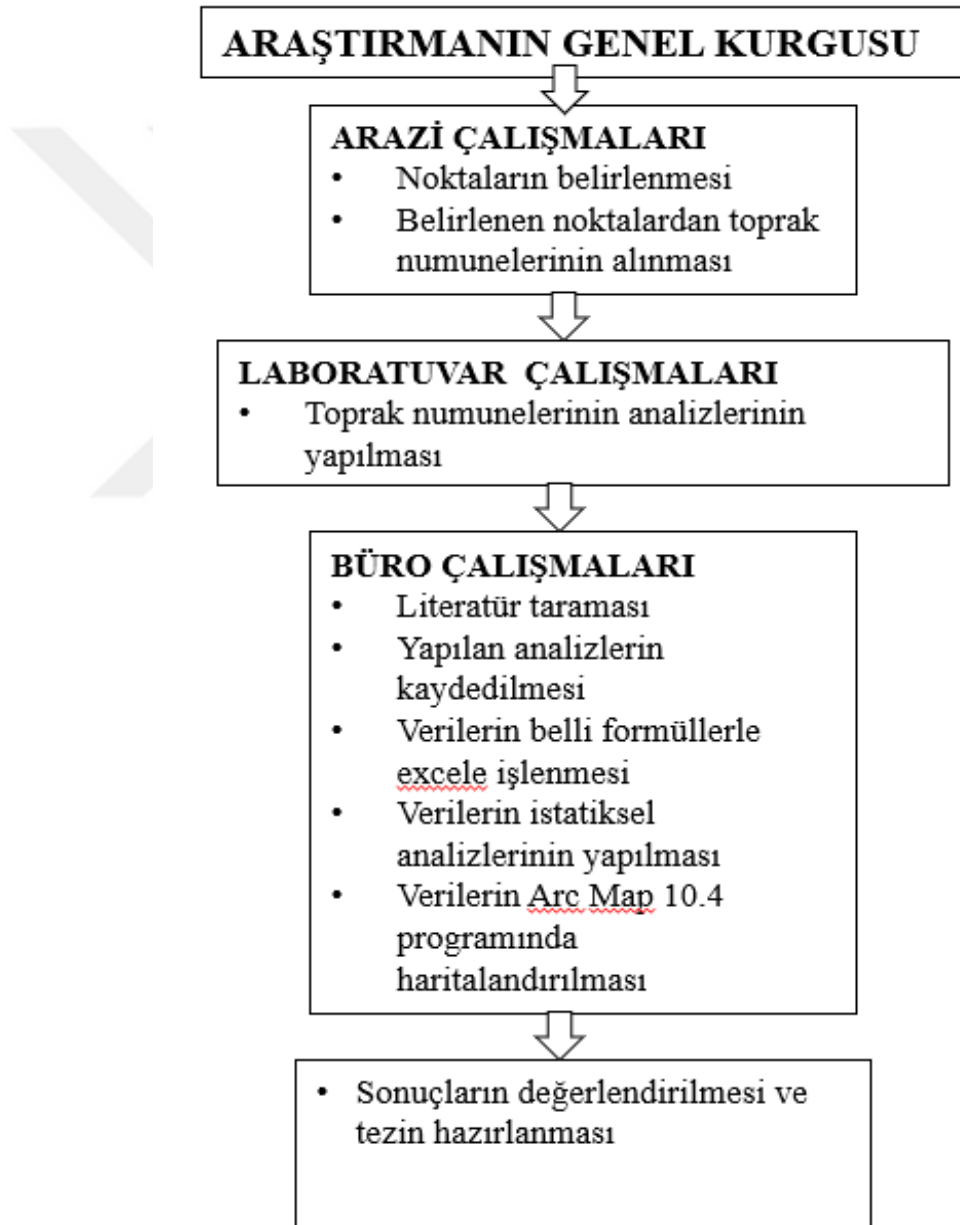 ARAŞTIRMANIN GENEL KURGUSU
ARAZİ ÇALIŞMALARI
• Noktaların belirlenmesi
• Belirlenen noktalardan toprak
numunelerinin alınması
LABORATUVAR ÇALIŞMALARI
• Toprak numunelerinin analizlerinin
yapılması
BÜRO ÇALIŞMALARI
• Literatür taraması
• Yapılan analizlerin
kaydedilmesi
• Verilerin belli formüllerle
excele işlenmesi
• Verilerin istatiksel
analizlerinin yapılması
• Verilerin Arc Map 10.4
programında
haritalandırılması
• Sonuçların değerlendirilmesi ve
tezin hazırlanması